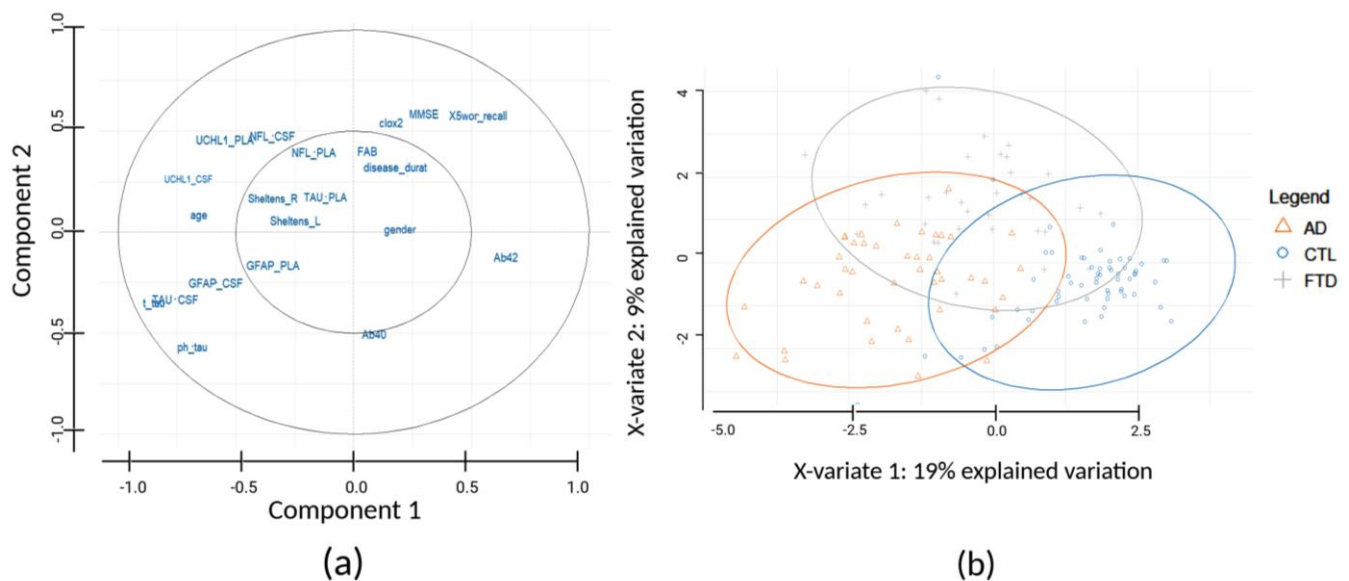 Component 2
1.0
0.5
0.0
-0.5
-1.0
MMSE
X5wor_recall
clox2
UCHL1_PLA
NFL_CSF
NFL_PLA
FAB
disease_durat
UCHL1_CSF
Sheltens_R
TAU_PLA
age
Sheltens_L
gender
Ab42
GFAP_PLA
GFAP_CSF
t_tau
TAU_CSF
Ab40
ph_tau
-1.0
-0.5
0.0
0.5
1.0
Component 1
(a)
X-variate 2: 9% explained variation
4
2
0
-2
-5.0
-2.5
0.0
2.5
X-variate 1: 19% explained variation
(b)
Legend
AD
CTL
FTD